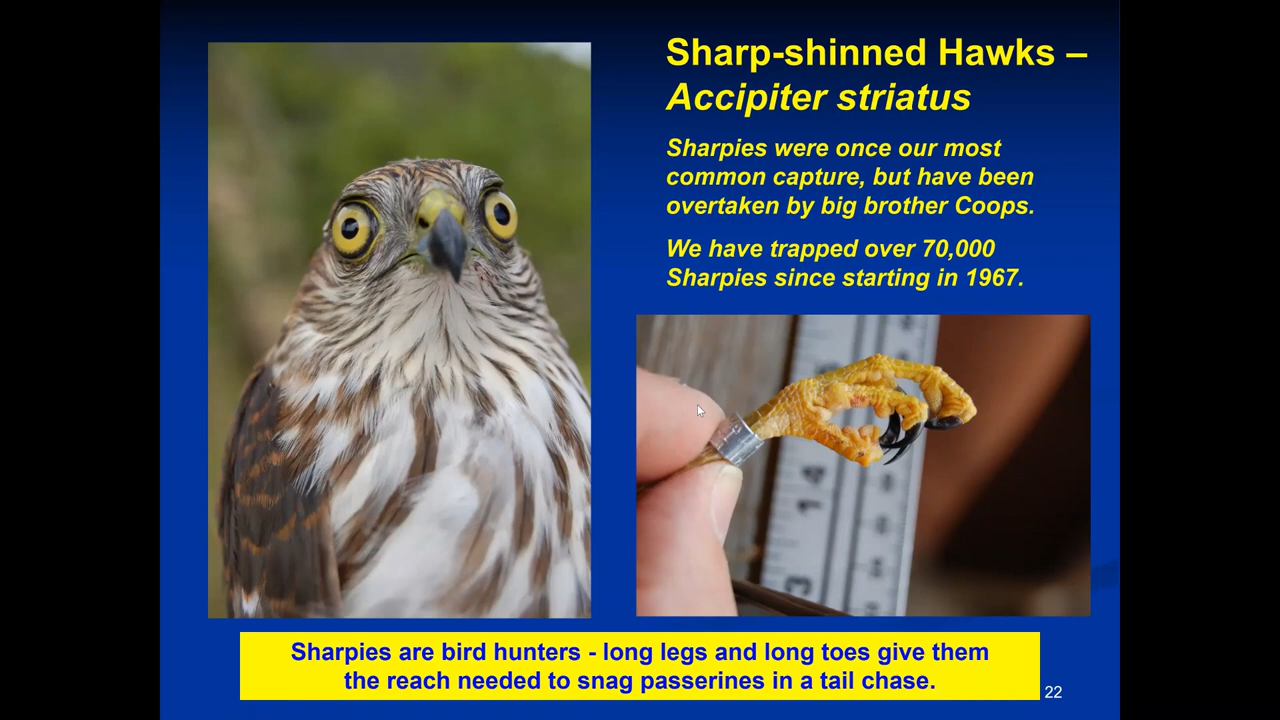 Sharp-shinned Hawks –
Accipiter striatus
Sharpies were once our most
common capture, but have been
overtaken by big brother Coops.
We have trapped over 70,000
Sharpies since starting in 1967.
14
3
Sharpies are bird hunters - long legs and long toes give them
the reach needed to snag passerines in a tail chase.
22